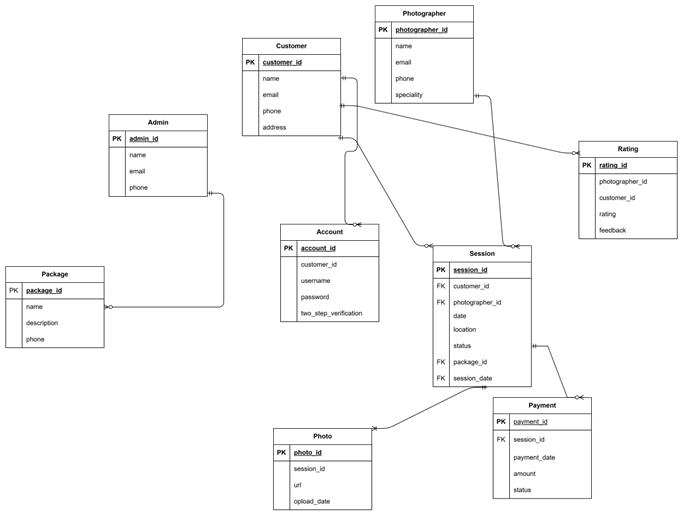 Photographer
PK photographer_id
name
email
phone
speciality
Customer
PK customer_id
name
email
phone
address
Admin
PK admin_id
name
email
phone
Rating
PK rating_id
photographer_id
customer_id
rating
feedback
Account
PK account_id
customer_id
username
password
two_step_verification
Session
PK session_id
FK customer_id
FK photographer_id
date
location
status
FK package_id
FK session_date
Package
PK package_id
name
description
phone
Payment
PK payment_id
FK session_id
payment_date
amount
status
Photo
PK photo_id
session_id
url
opload_date